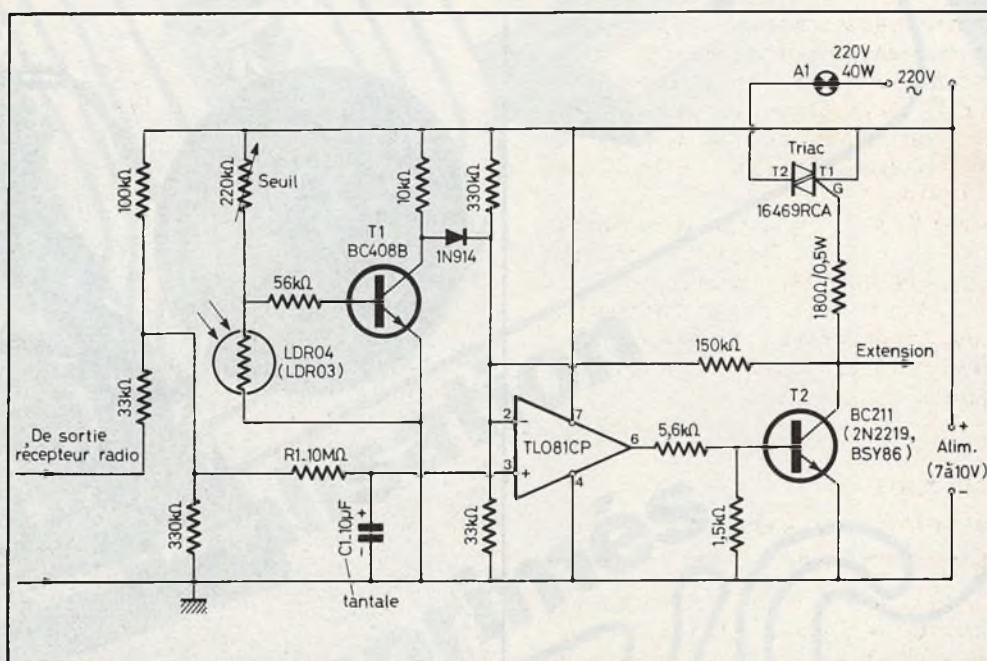 220V
A1 40W 220V
~
100kΩ
220kΩ
Seuil
10kΩ
330kΩ
Triac
T2 T1
G
16469RCA
T1
BC408B
1N914
56kΩ
180Ω/0,5W
LDR04
(LDR03)
150kΩ
Extension
33kΩ
De sortie
récepteur radio
2 −
7
TL081CP
6
5,6kΩ
T2
BC211
(2N2219,
BSY86)
+
Alim.
(7à10V)
−
R1.10MΩ
3 +
4
330kΩ
C1.10µF
+
−
33kΩ
1,5kΩ
tantale